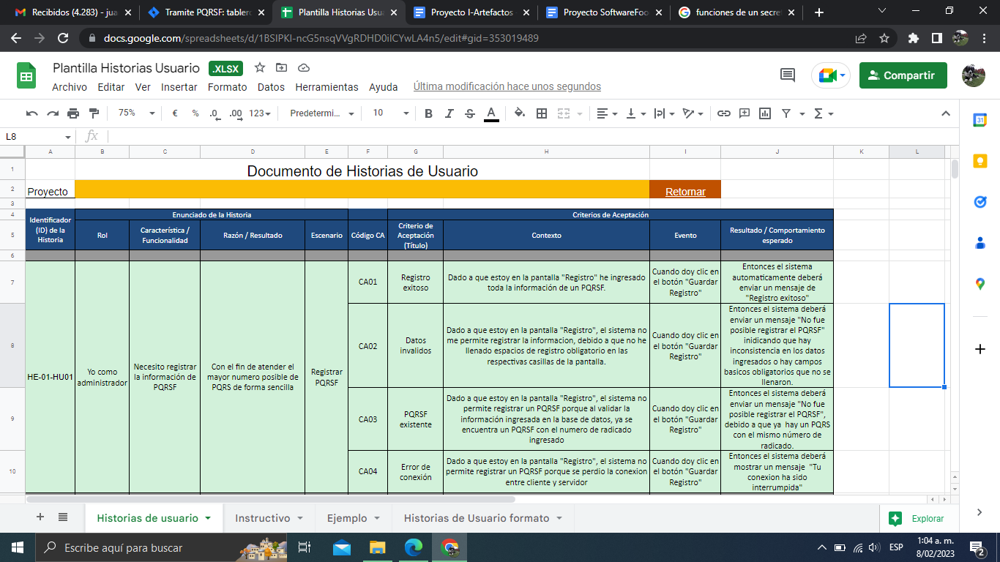 Recibidos (4.283) - jua
Tramite PQRSF: tabler
Plantilla Historias Usua
Proyecto I-Artefactos -
Proyecto SoftwareFoo
funciones de un secre
docs.google.com/spreadsheets/d/1BSIPKI-ncG5nsqVVgRDHD0iICYwLA4n5/edit#gid=353019489
Plantilla Historias Usuario .XLSX
Archivo Editar Ver Insertar Formato Datos Herramientas Ayuda Última modificación hace unos segundos
Compartir
75% € % .0 .00 123 Predetermi... 10 B I S A
31
L8 fx
A B C D E F G H I J K L
1 Documento de Historias de Usuario
2 Proyecto Retornar
3
4 Enunciado de la Historia Criterios de Aceptación
5
Identificador
(ID) de la
Historia
Rol
Característica /
Funcionalidad
Razón / Resultado
Escenario
Código CA
Criterio de
Aceptación
(Título)
Contexto
Evento
Resultado / Comportamiento
esperado
6
7
CA01
Registro
exitoso
Dado a que estoy en la pantalla "Registro" he ingresado
toda la información de un PQRSF.
Cuando doy clic en
el botón "Guardar
Registro"
Entonces el sistema
automaticamente deberá
enviar un mensaje de
"Registro exitoso"
8
HE-01-HU01
Yo como
administrador
Necesito registrar
la información de
PQRSF
Con el fin de atender el
mayor numero posible de
PQRS de forma sencilla
Registrar
PQRSF
CA02
Datos
invalidos
Dado a que estoy en la pantalla "Registro", el sistema no
me permite registrar la informacion, debido a que no he
llenado espacios de registro obligatorio en las
respectivas casillas de la pantalla.
Cuando doy clic en
el botón "Guardar
Registro"
Entonces el sistema deberá
enviar un mensaje "No fue
posible registrar el PQRSF"
inidicando que hay
inconsistencia en los datos
ingresados o hay campos
basicos obligatorios que no se
llenaron.
9
CA03
PQRSF
existente
Dado a que estoy en la pantalla "Registro", el sistema no
permite registrar un PQRSF porque al validar la
información ingresada en la base de datos, ya se
encuentra un PQRSF con el numero de radicado
ingresado
Cuando doy clic en
el botón "Guardar
Registro"
Entonces el sistema deberá
enviar un mensaje "No fue
posible registrar el PQRSF",
debido a que ya hay un PQRS
con el mismo número de
radicado.
10
CA04
Error de
conexión
Dado a que estoy en la pantalla "Registro", el sistema no
permite registrar un PQRSF porque se perdio la conexion
entre cliente y servidor
Cuando doy clic en
el botón "Guardar
Registro"
Entonces el sistema deberá
mostrar un mensaje "Tu
conexion ha sido
interrumpida"
Historias de usuario Instructivo Ejemplo Historias de Usuario formato Explorar
Escribe aquí para buscar
ESP
1:04 a. m.
8/02/2023
2